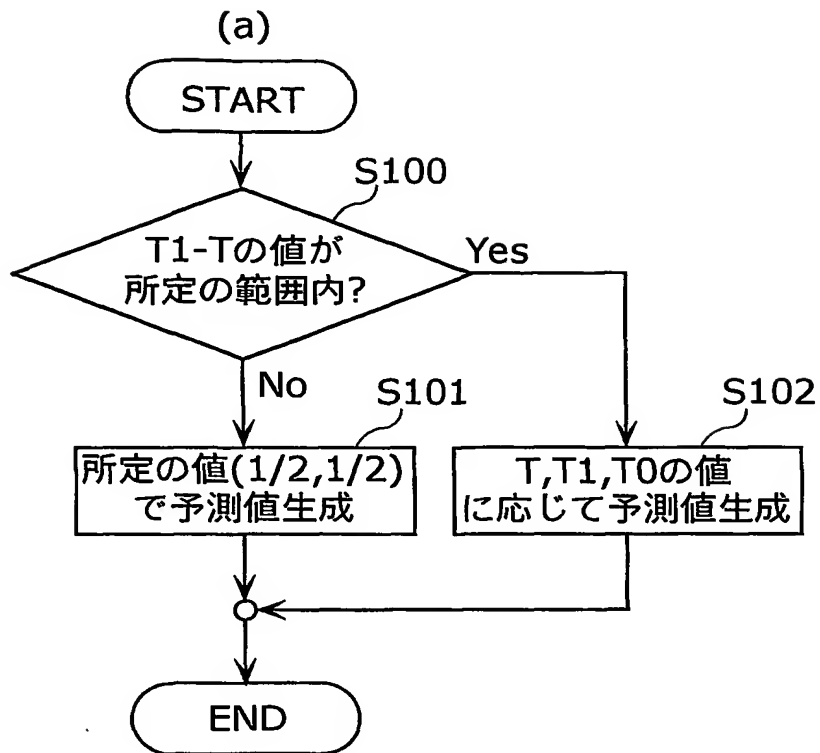 (a)
START
S100
T1-Tの値が
所定の範囲内?
Yes
No
S101
所定の値(1/2,1/2)
で予測値生成
S102
T,T1,T0の値
に応じて予測値生成
END